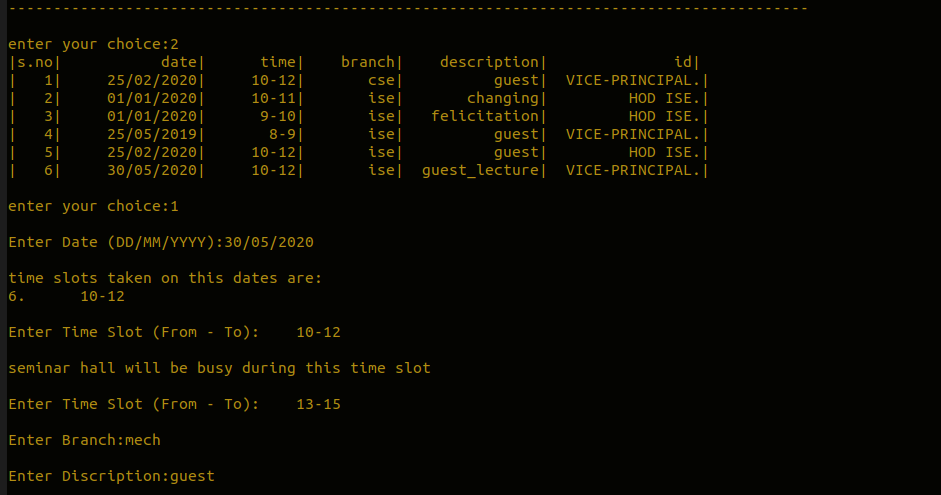 -----------------------------------------------------------------------------------------
enter your choice:2
|s.no|           date|      time|    branch|    description|              id|
|   1|     25/02/2020|     10-12|       cse|          guest|  VICE-PRINCIPAL.|
|   2|     01/01/2020|     10-11|       ise|       changing|         HOD ISE.|
|   3|     01/01/2020|      9-10|       ise|   felicitation|         HOD ISE.|
|   4|     25/05/2019|       8-9|       ise|          guest|  VICE-PRINCIPAL.|
|   5|     25/02/2020|     10-12|       ise|          guest|         HOD ISE.|
|   6|     30/05/2020|     10-12|       ise|  guest_lecture|  VICE-PRINCIPAL.|
enter your choice:1
Enter Date (DD/MM/YYYY):30/05/2020
time slots taken on this dates are:
6.      10-12
Enter Time Slot (From - To):    10-12
seminar hall will be busy during this time slot
Enter Time Slot (From - To):    13-15
Enter Branch:mech
Enter Discription:guest